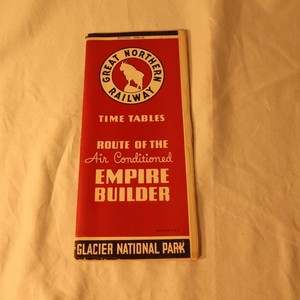 GREAT NORTHERN
RAILWAY
TIME TABLES
ROUTE OF THE
Air Conditioned
EMPIRE
BUILDER
GLACIER NATIONAL PARK